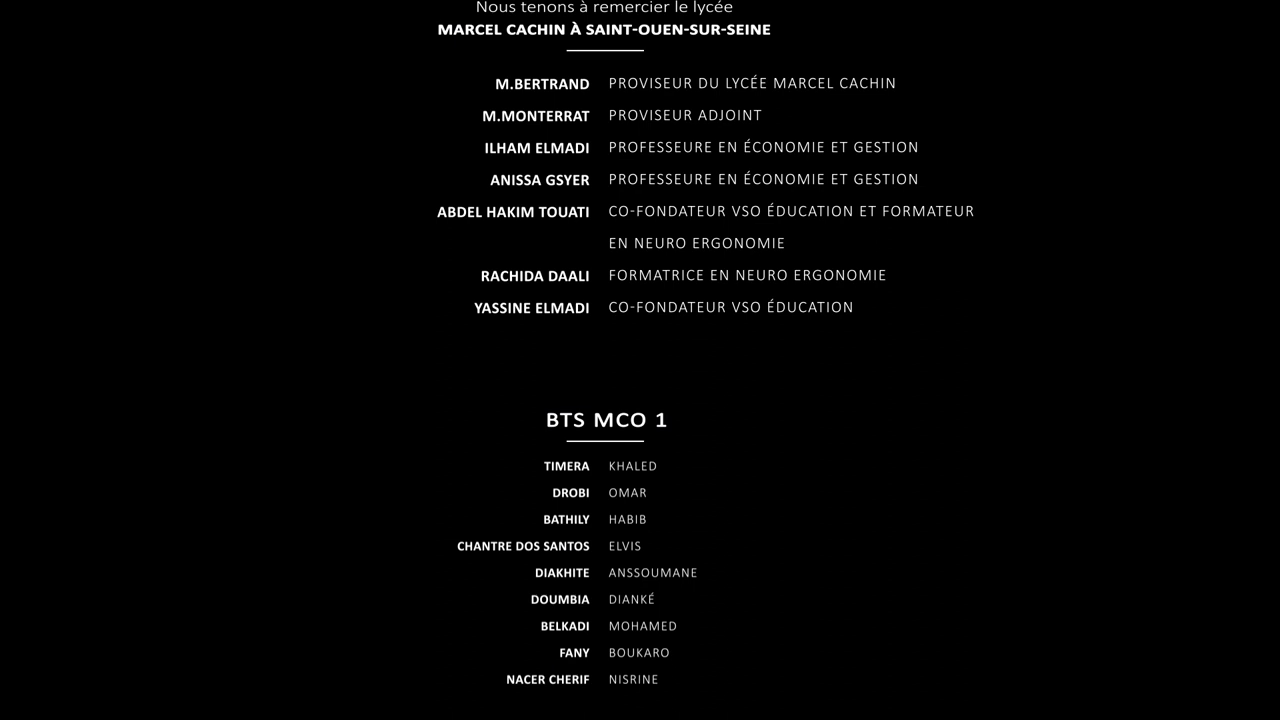 Nous tenons à remercier le lycée
MARCEL CACHIN À SAINT-OUEN-SUR-SEINE
M.BERTRAND PROVISEUR DU LYCÉE MARCEL CACHIN
M.MONTERRAT PROVISEUR ADJOINT
ILHAM ELMADI PROFESSEURE EN ÉCONOMIE ET GESTION
ANISSA GSYER PROFESSEURE EN ÉCONOMIE ET GESTION
ABDEL HAKIM TOUATI CO-FONDATEUR VSO ÉDUCATION ET FORMATEUR
EN NEURO ERGONOMIE
RACHIDA DAALI FORMATRICE EN NEURO ERGONOMIE
YASSINE ELMADI CO-FONDATEUR VSO ÉDUCATION
BTS MCO 1
TIMERA KHALED
DROBI OMAR
BATHILY HABIB
CHANTRE DOS SANTOS ELVIS
DIAKHITE ANSSOUMANE
DOUMBIA DIANKÉ
BELKADI MOHAMED
FANY BOUKARO
NACER CHERIF NISRINE